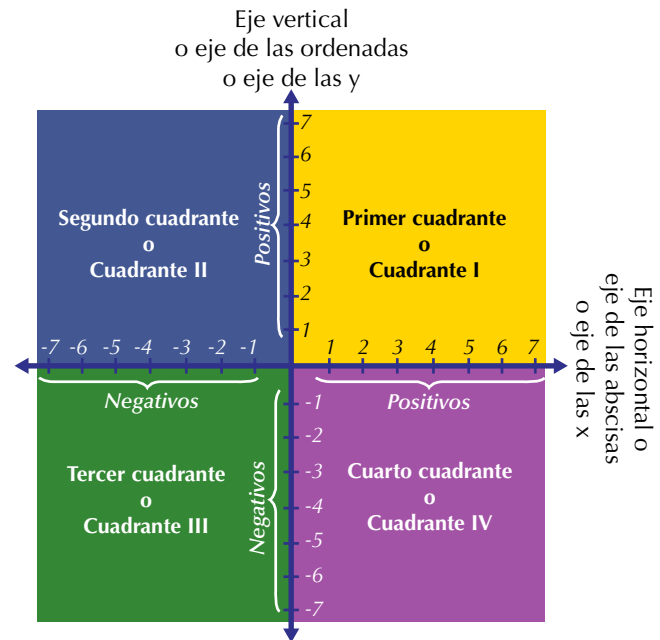 Eje vertical
o eje de las ordenadas
o eje de las y
7
6
5
4
3
2
1
Positivos
Segundo cuadrante
o
Cuadrante II
Primer cuadrante
o
Cuadrante I
Eje horizontal o
eje de las abscisas
o eje de las x
-7 -6 -5 -4 -3 -2 -1
1 2 3 4 5 6 7
Negativos
Positivos
-1
-2
-3
-4
-5
-6
-7
Negativos
Tercer cuadrante
o
Cuadrante III
Cuarto cuadrante
o
Cuadrante IV